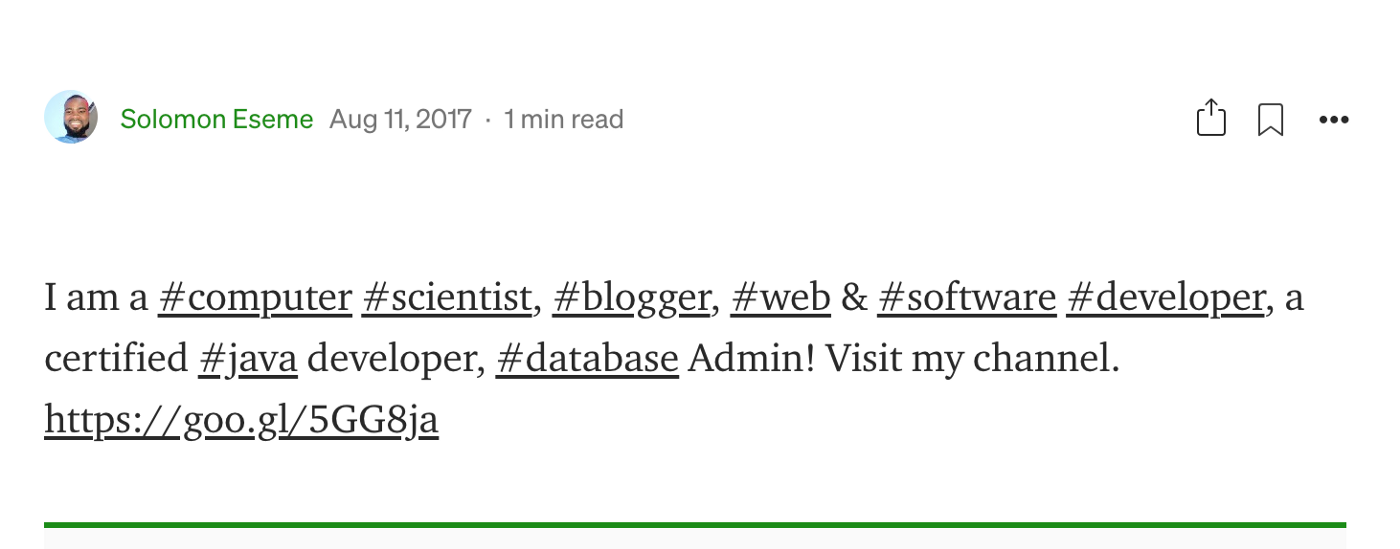 Solomon Eseme Aug 11, 2017 · 1 min read
I am a #computer #scientist, #blogger, #web & #software #developer, a
certified #java developer, #database Admin! Visit my channel.
https://goo.gl/5GG8ja